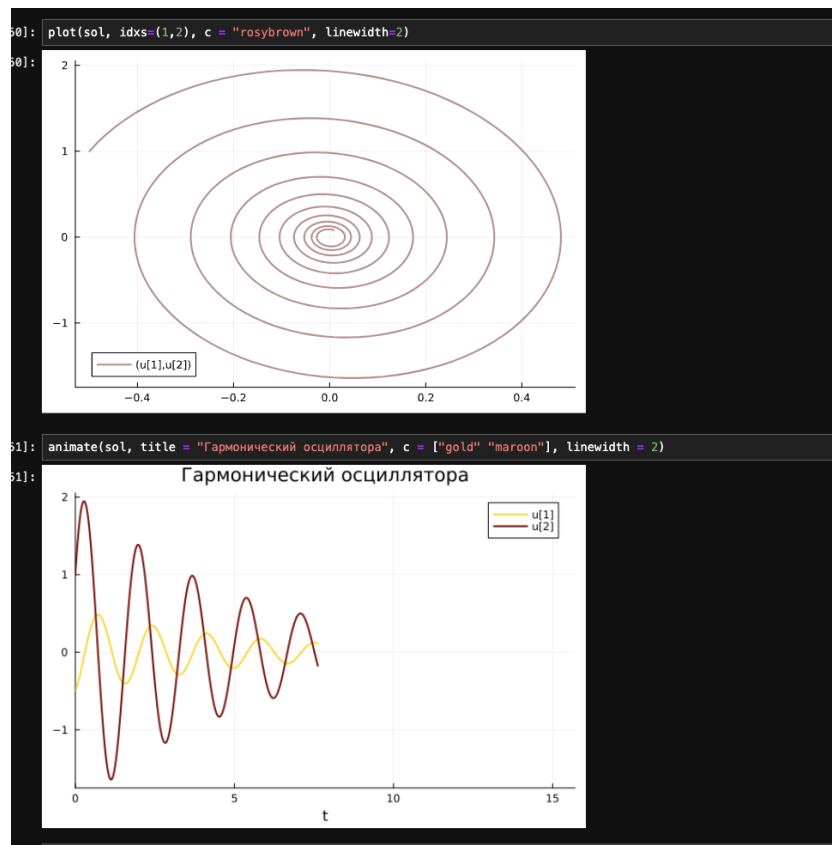 50]: plot(sol, idxs=(1,2), c = "rosybrown", linewidth=2)
50]:
2
1
0
−1
(u[1],u[2])
−0.4 −0.2 0.0 0.2 0.4
51]: animate(sol, title = "Гармонический осциллятора", c = ["gold" "maroon"], linewidth = 2)
51]:
Гармонический осциллятора
2
u[1]
u[2]
1
0
−1
0 5 10 15
t